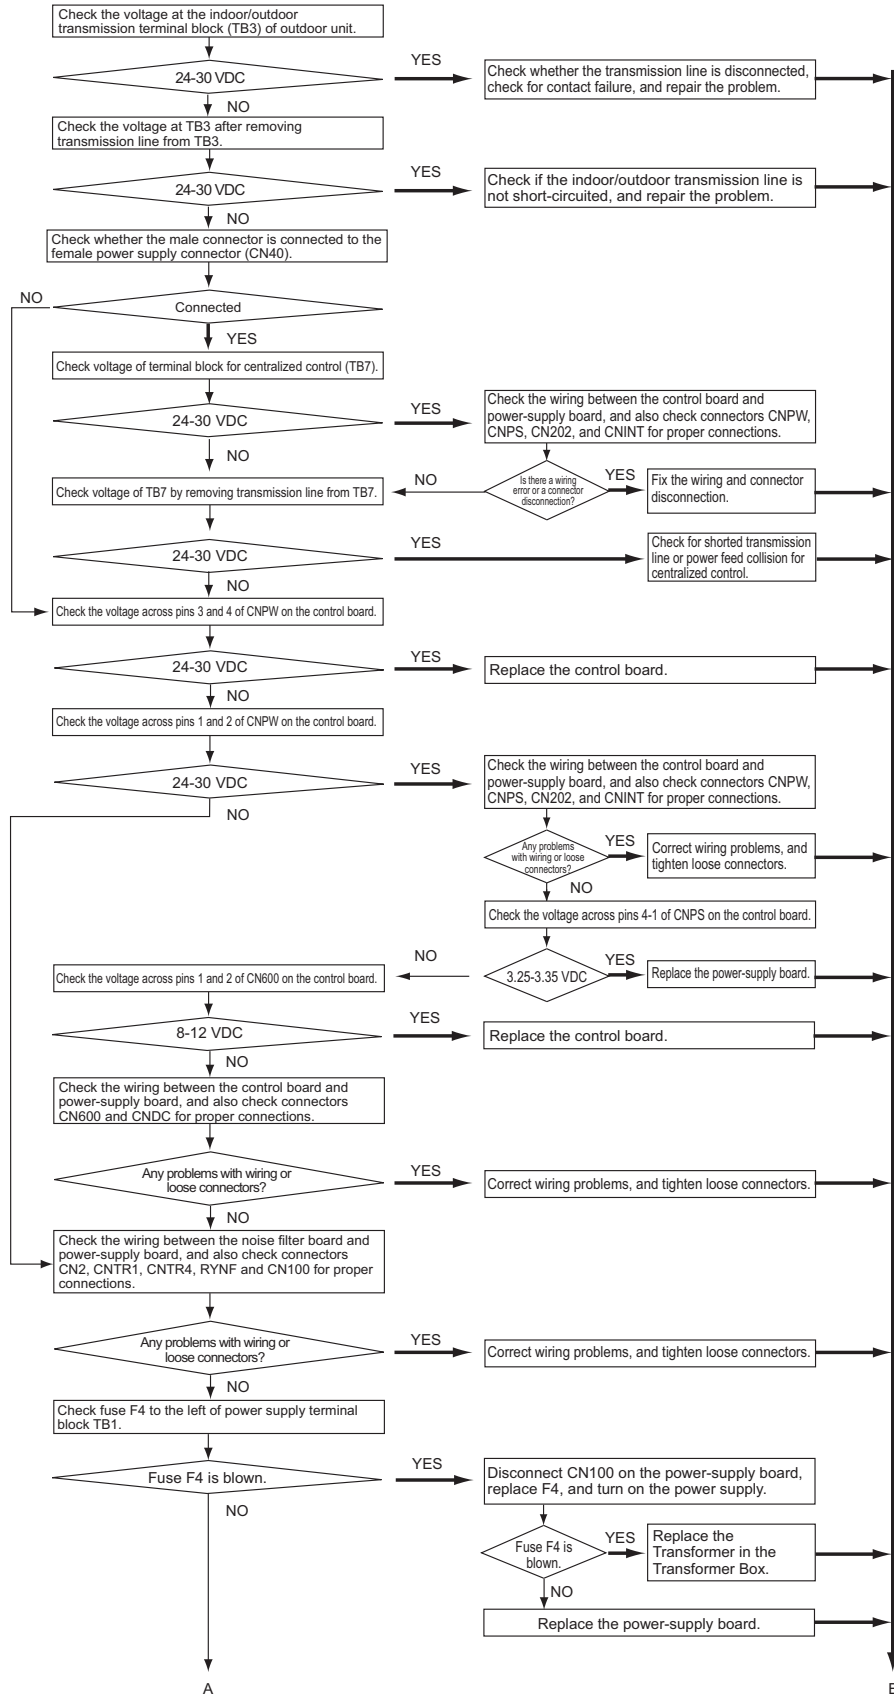 Check the voltage at the indoor/outdoor
transmission terminal block (TB3) of outdoor unit.
24-30 VDC
YES
Check whether the transmission line is disconnected,
check for contact failure, and repair the problem.
NO
Check the voltage at TB3 after removing
transmission line from TB3.
24-30 VDC
YES
Check if the indoor/outdoor transmission line is
not short-circuited, and repair the problem.
NO
Check whether the male connector is connected to the
female power supply connector (CN40).
NO
Connected
YES
Check voltage of terminal block for centralized control (TB7).
24-30 VDC
YES
Check the wiring between the control board and
power-supply board, and also check connectors CNPW,
CNPS, CN202, and CNINT for proper connections.
NO
Is there a wiring
error or a connector
disconnection?
YES
Fix the wiring and connector
disconnection.
NO
Check voltage of TB7 by removing transmission line from TB7.
24-30 VDC
YES
Check for shorted transmission
line or power feed collision for
centralized control.
NO
Check the voltage across pins 3 and 4 of CNPW on the control board.
24-30 VDC
YES
Replace the control board.
NO
Check the voltage across pins 1 and 2 of CNPW on the control board.
24-30 VDC
YES
Check the wiring between the control board and
power-supply board, and also check connectors CNPW,
CNPS, CN202, and CNINT for proper connections.
NO
Any problems
with wiring or loose
connectors?
YES
Correct wiring problems, and
tighten loose connectors.
NO
Check the voltage across pins 4-1 of CNPS on the control board.
3.25-3.35 VDC
YES
Replace the power-supply board.
NO
Check the voltage across pins 1 and 2 of CN600 on the control board.
8-12 VDC
YES
Replace the control board.
NO
Check the wiring between the control board and
power-supply board, and also check connectors
CN600 and CNDC for proper connections.
Any problems with wiring or
loose connectors?
YES
Correct wiring problems, and tighten loose connectors.
NO
Check the wiring between the noise filter board and
power-supply board, and also check connectors
CN2, CNTR1, CNTR4, RYNF and CN100 for proper
connections.
Any problems with wiring or
loose connectors?
YES
Correct wiring problems, and tighten loose connectors.
NO
Check fuse F4 to the left of power supply terminal
block TB1.
Fuse F4 is blown.
YES
Disconnect CN100 on the power-supply board,
replace F4, and turn on the power supply.
NO
Fuse F4 is
blown.
YES
Replace the
Transformer in the
Transformer Box.
NO
Replace the power-supply board.
A